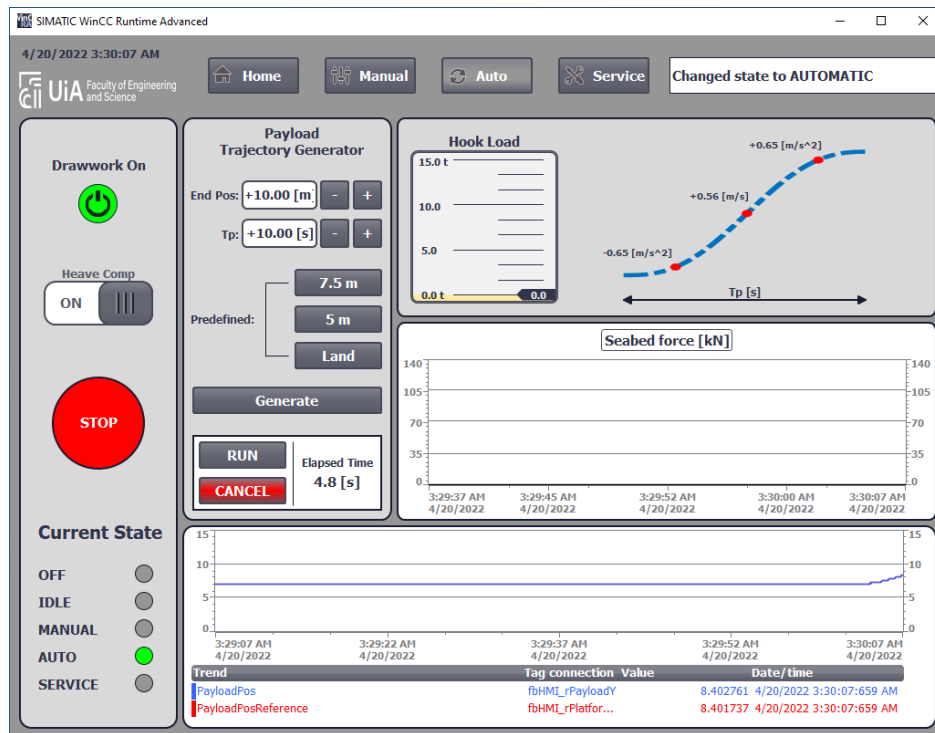 SIMATIC WinCC Runtime Advanced
4/20/2022 3:30:07 AM
UiA Faculty of Engineering
and Science
Home
Manual
Auto
Service
Changed state to AUTOMATIC
Drawwork On
Heave Comp
ON
STOP
Current State
OFF
IDLE
MANUAL
AUTO
SERVICE
Payload
Trajectory Generator
End Pos: +10.00 [m] - +
Tp: +10.00 [s] - +
Predefined:
7.5 m
5 m
Land
Generate
RUN
CANCEL
Elapsed Time
4.8 [s]
Hook Load
15.0 t
10.0
5.0
0.0 t 0.0
+0.65 [m/s^2]
+0.56 [m/s]
-0.65 [m/s^2]
Tp [s]
Seabed force [kN]
140 140
105 105
70 70
35 35
0 0
3:29:37 AM 3:29:45 AM 3:29:52 AM 3:30:00 AM 3:30:07 AM
4/20/2022 4/20/2022 4/20/2022 4/20/2022 4/20/2022
15 15
10 10
5 5
0 0
3:29:07 AM 3:29:22 AM 3:29:37 AM 3:29:52 AM 3:30:07 AM
4/20/2022 4/20/2022 4/20/2022 4/20/2022 4/20/2022
Trend Tag connection Value Date/time
PayloadPos fbHMI_rPayloadY 8.402761 4/20/2022 3:30:07:659 AM
PayloadPosReference fbHMI_rPlatfor... 8.401737 4/20/2022 3:30:07:659 AM